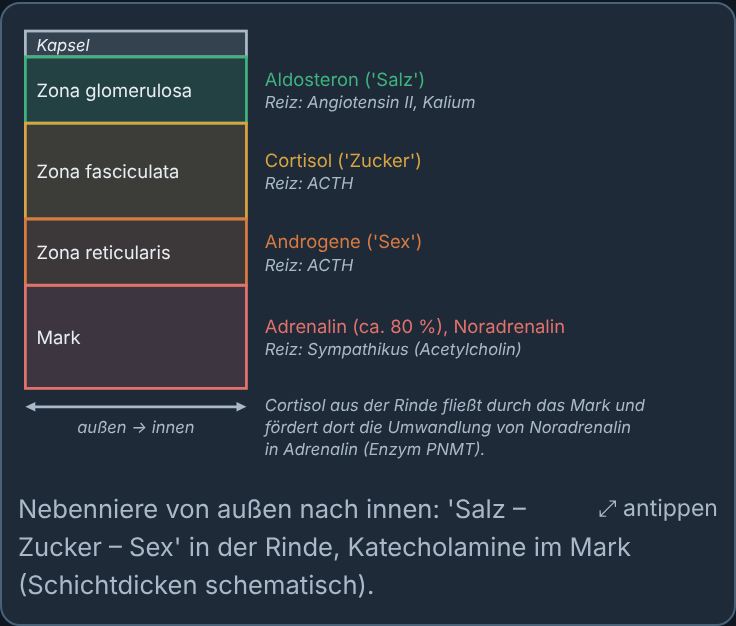 Kapsel
Zona glomerulosa
Aldosteron ('Salz')
Reiz: Angiotensin II, Kalium
Zona fasciculata
Cortisol ('Zucker')
Reiz: ACTH
Zona reticularis
Androgene ('Sex')
Reiz: ACTH
Mark
Adrenalin (ca. 80 %), Noradrenalin
Reiz: Sympathikus (Acetylcholin)
außen → innen
Cortisol aus der Rinde fließt durch das Mark und
fördert dort die Umwandlung von Noradrenalin
in Adrenalin (Enzym PNMT).
Nebenniere von außen nach innen: 'Salz –
Zucker – Sex' in der Rinde, Katecholamine im Mark
(Schichtdicken schematisch).
⤢ antippen